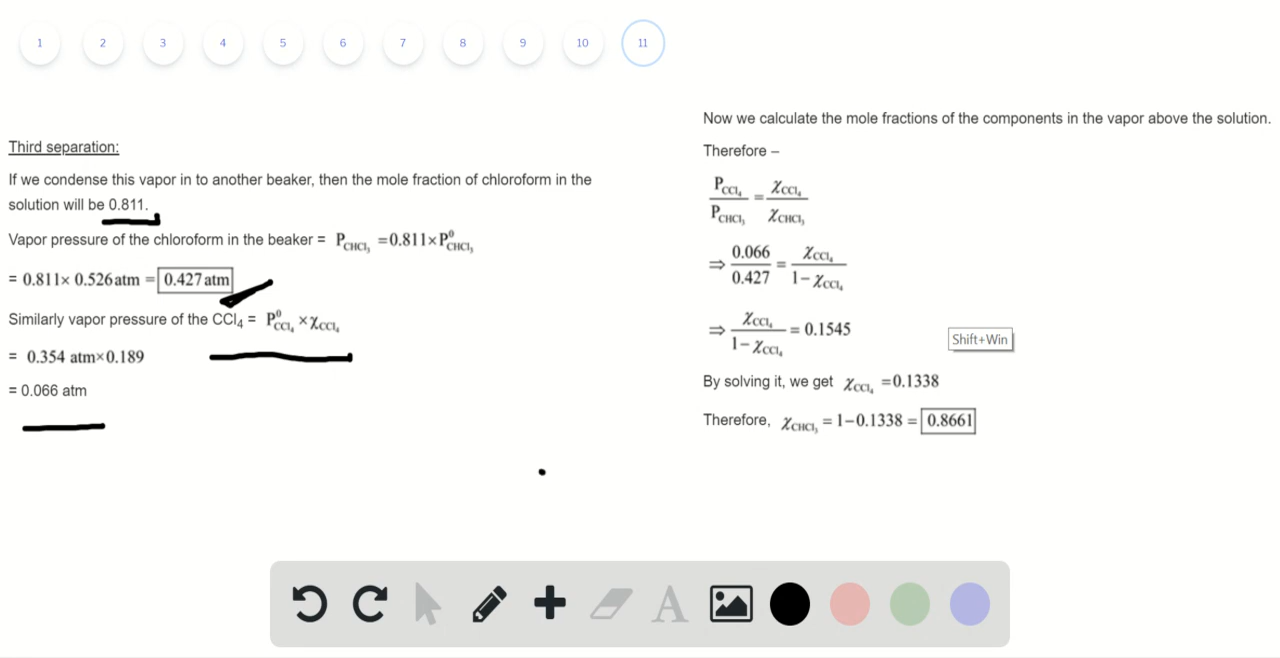 1 2 3 4 5 6 7 8 9 10 11
Third separation:
If we condense this vapor in to another beaker, then the mole fraction of chloroform in the
solution will be 0.811.
Vapor pressure of the chloroform in the beaker = P_CHCl₃ =0.811×P⁰_CHCl₃
= 0.811× 0.526 atm = 0.427 atm
Similarly vapor pressure of the CCl₄ = P⁰_CCl₄ ×χ_CCl₄
= 0.354 atm×0.189
= 0.066 atm
Now we calculate the mole fractions of the components in the vapor above the solution.
Therefore –
P_CCl₄ / P_CHCl₃ = χ_CCl₄ / χ_CHCl₃
⇒ 0.066 / 0.427 = χ_CCl₄ / 1−χ_CCl₄
⇒ χ_CCl₄ / 1−χ_CCl₄ = 0.1545
Shift+Win
By solving it, we get χ_CCl₄ =0.1338
Therefore, χ_CHCl₃ = 1−0.1338 = 0.8661
A